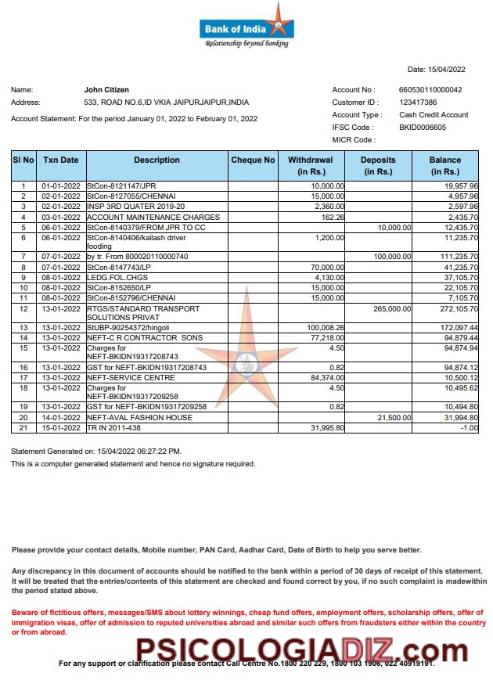 Bank of India
Relationship beyond banking
Date: 15/04/2022
Name: John Citizen Account No : 660530110000042
Address: 533, ROAD NO.6,ID VKIA JAIPURJAIPUR,INDIA Customer ID : 123417386
Account Statement: For the period January 01, 2022 to February 01, 2022 Account Type : Cash Credit Account
IFSC Code : BKID0006605
MICR Code :
Sl No Txn Date Description Cheque No Withdrawal (in Rs.) Deposits (in Rs.) Balance (in Rs.)
1 01-01-2022 StCon-8121147/JPR 10,000.00 19,957.96
2 02-01-2022 StCon-8127055/CHENNAI 15,000.00 4,957.96
3 02-01-2022 INSP 3RD QUATER 2019-20 2,360.00 2,597.96
4 03-01-2022 ACCOUNT MAINTENANCE CHARGES 162.26 2,435.70
5 06-01-2022 StCon-8140379/FROM JPR TO CC 10,000.00 12,435.70
6 06-01-2022 StCon-8140406/kailash driver 1,200.00 11,235.70
fooding
7 07-01-2022 by tr. From 800020110000740 100,000.00 111,235.70
8 07-01-2022 StCon-8147743/LP 70,000.00 41,235.70
9 07-01-2022 LEDG.FOL.CHGS 4,130.00 37,105.70
10 08-01-2022 StCon-8152650/LP 15,000.00 22,105.70
11 08-01-2022 StCon-8152796/CHENNAI 15,000.00 7,105.70
12 13-01-2022 RTGS/STANDARD TRANSPORT 265,000.00 272,105.70
SOLUTIONS PRIVAT
13 13-01-2022 StUBP-90254372/hingoli 100,008.26 172,097.44
14 13-01-2022 NEFT-C R CONTRACTOR SONS 77,218.00 94,879.44
15 13-01-2022 Charges for 4.50 94,874.94
NEFT-BKIDN19317208743
16 13-01-2022 GST for NEFT-BKIDN19317208743 0.82 94,874.12
17 13-01-2022 NEFT-SERVICE CENTRE 84,374.00 10,500.12
18 13-01-2022 Charges for 4.50 10,495.62
NEFT-BKIDN19317209258
19 13-01-2022 GST for NEFT-BKIDN19317209258 0.82 10,494.80
20 14-01-2022 NEFT-AVAL FASHION HOUSE 21,500.00 31,994.80
21 15-01-2022 TR IN 2011-438 31,995.80 -1.00
Statement Generated on: 15/04/2022 06:27:22 PM.
This is a computer generated statement and hence no signature required.
Please provide your contact details, Mobile number, PAN Card, Aadhar Card, Date of Birth to help you serve better.
Any discrepancy in this document of accounts should be notified to the bank within a period of 30 days of receipt of this statement.
It will be treated that the entries/contents of this statement are checked and found correct by you, if no such complaint is madewithin
the period stated above.
Beware of fictitious offers, messages/SMS about lottery winnings, cheap fund offers, employment offers, scholarship offers, offer of
immigration visas, offer of admission to reputed universities abroad and similar such offers from fraudsters either within the country
or from abroad.
PSICOLOGIADIZ.com
For any support or clarification please contact Call Centre No.1800 220 229, 1800 103 1906, 022 40919191.